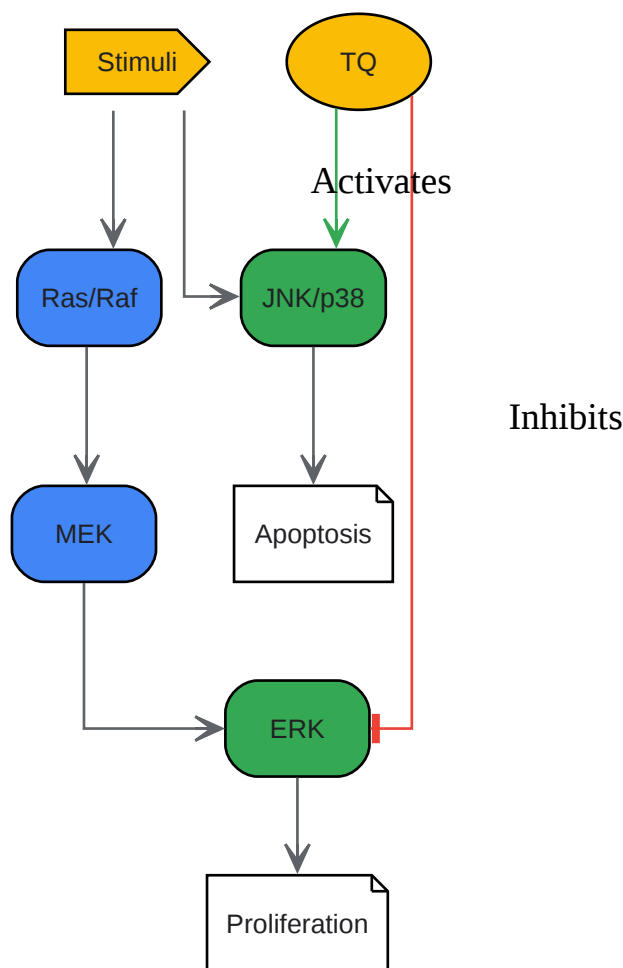 Stimuli
TQ
Activates
Ras/Raf
JNK/p38
Inhibits
MEK
Apoptosis
ERK
Proliferation